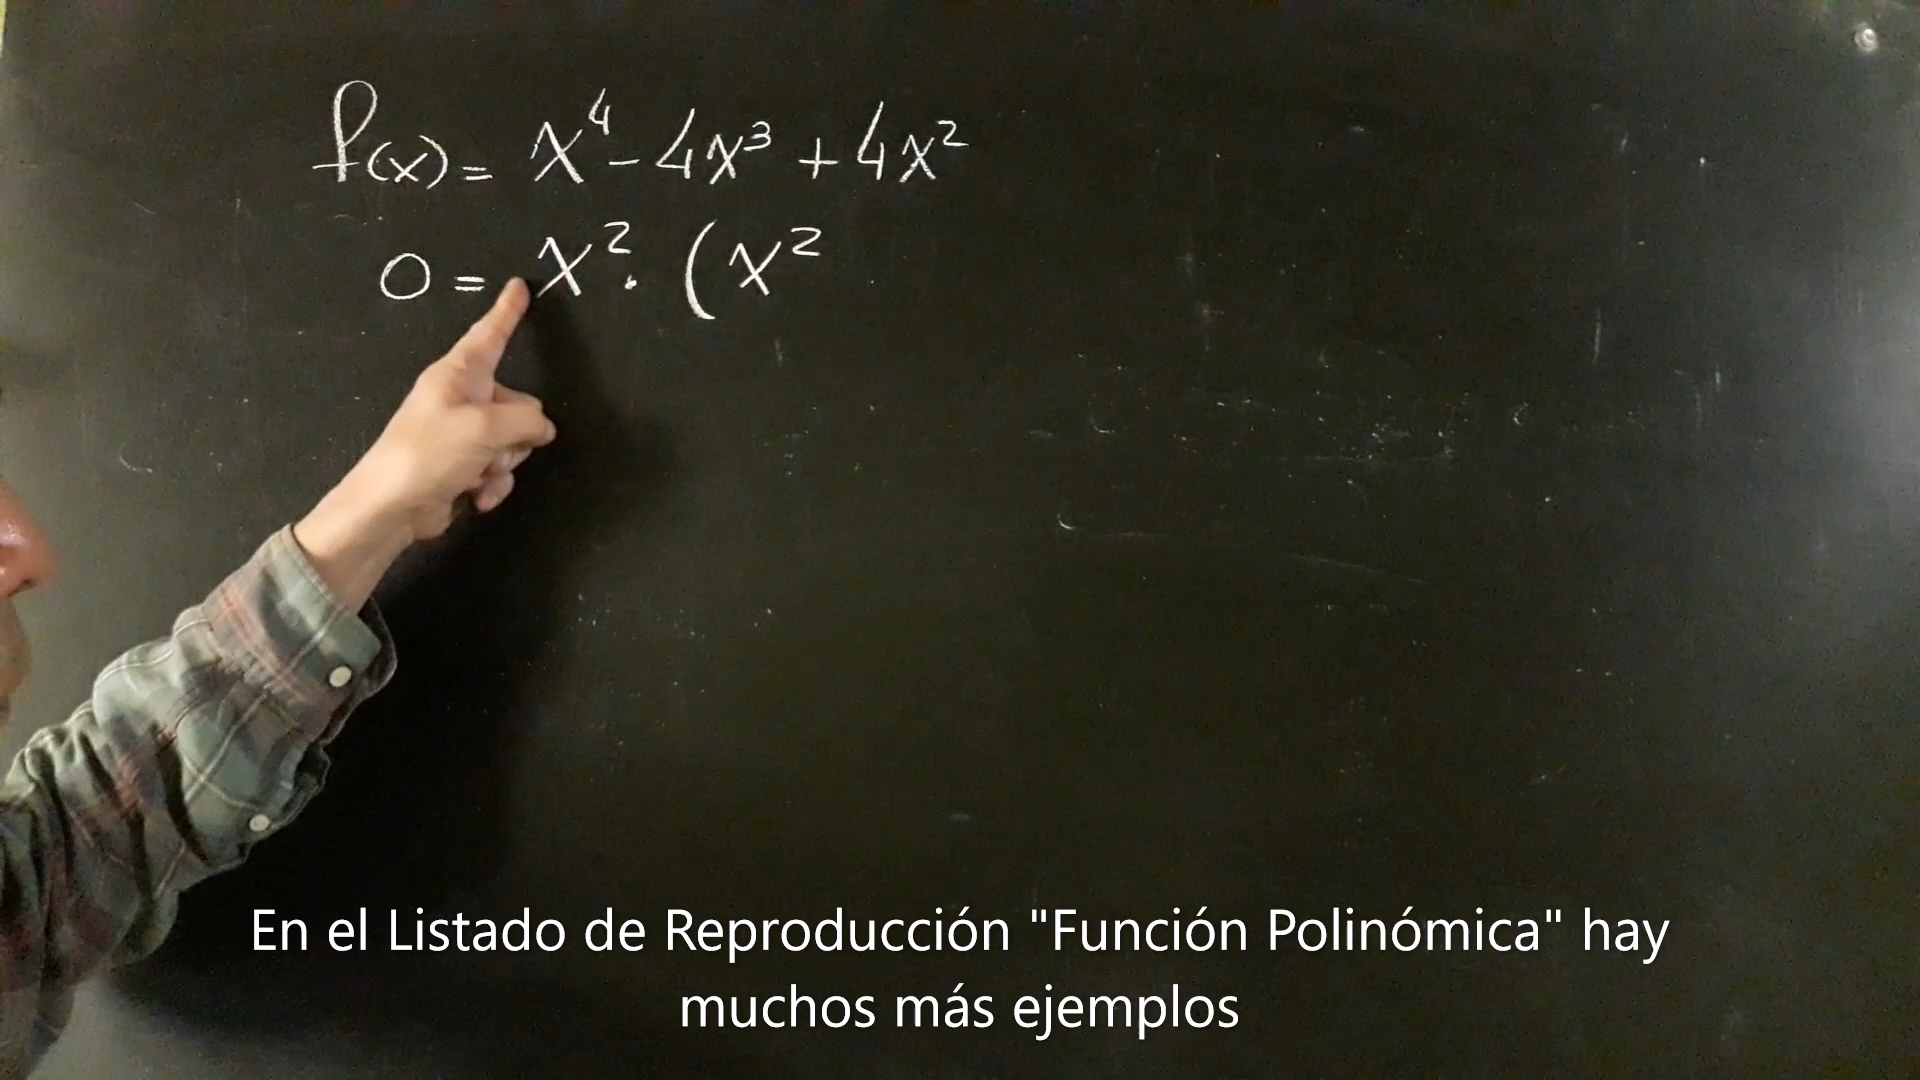 f(x) = x⁴ - 4x³ + 4x²
0 = x² · (x²
En el Listado de Reproducción "Función Polinómica" hay
muchos más ejemplos